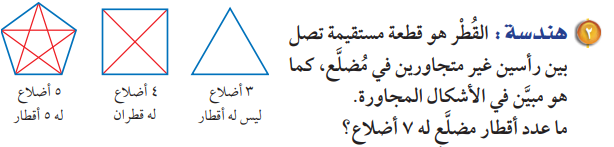 ٢ هندسة: القُطْر هو قطعة مستقيمة تصل
بين رأسين غير متجاورين في مُضلَّع، كما
هو مبيَّن في الأشكال المجاورة.
ما عدد أقطار مضلَّع له ٧ أضلاع؟
٣ أضلاع
ليس له أقطار
٤ أضلاع
له قطران
٥ أضلاع
له ٥ أقطار